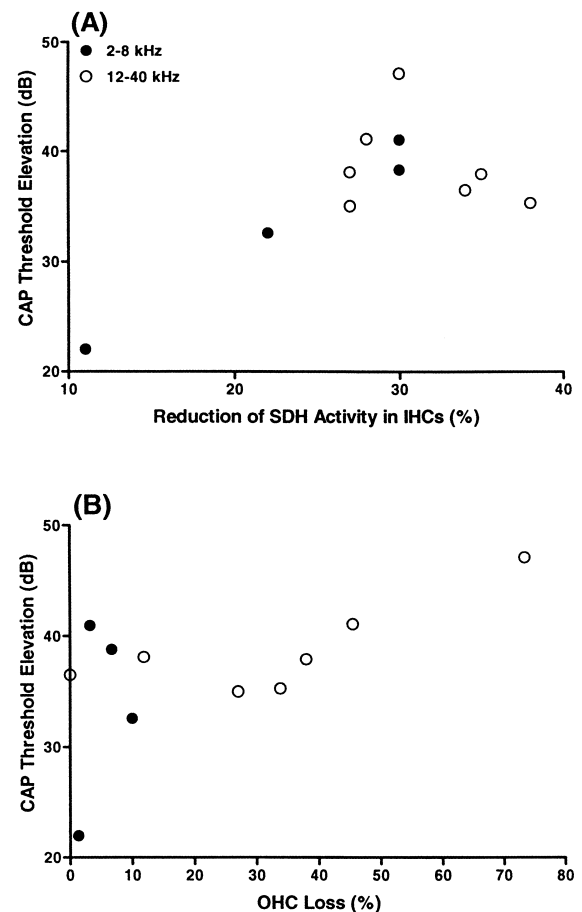 (A)
50
2-8 kHz
12-40 kHz
40
30
20
CAP Threshold Elevation (dB)
10 20 30 40
Reduction of SDH Activity in IHCs (%)
(B)
50
40
30
20
CAP Threshold Elevation (dB)
0 10 20 30 40 50 60 70 80
OHC Loss (%)